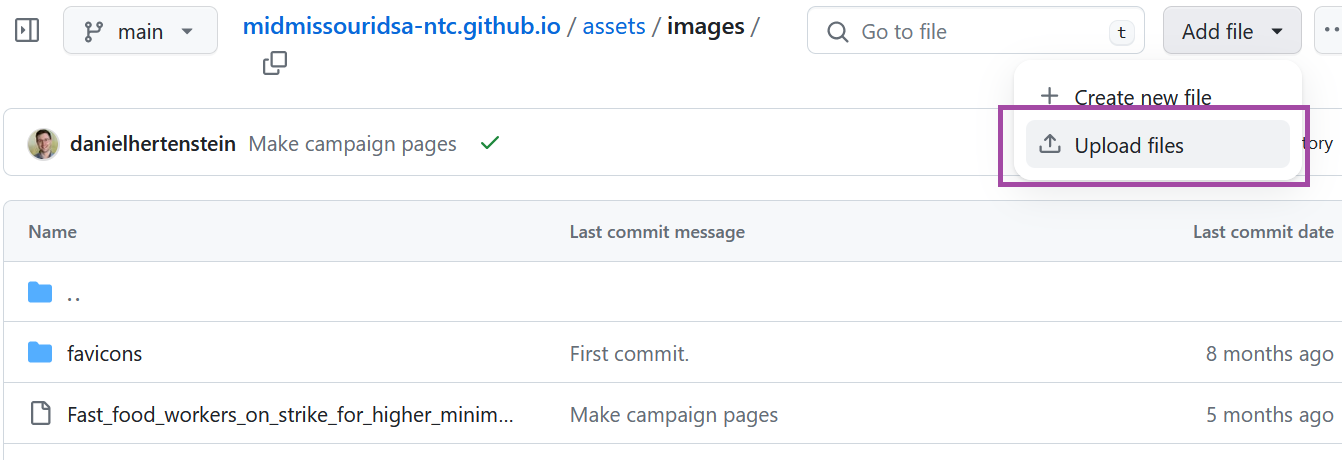 main
midmissouridsa-ntc.github.io / assets / images /
Go to file
t
Add file
Create new file
Upload files
danielhertenstein Make campaign pages
tory
Name Last commit message Last commit date
..
favicons First commit. 8 months ago
Fast_food_workers_on_strike_for_higher_minim... Make campaign pages 5 months ago